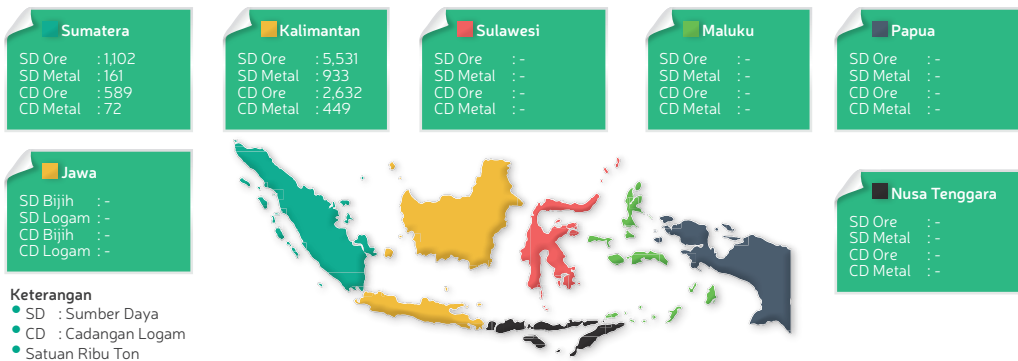 Sumatera
SD Ore : 1,102
SD Metal : 161
CD Ore : 589
CD Metal : 72
Kalimantan
SD Ore : 5,531
SD Metal : 933
CD Ore : 2,632
CD Metal : 449
Sulawesi
SD Ore : -
SD Metal : -
CD Ore : -
CD Metal : -
Maluku
SD Ore : -
SD Metal : -
CD Ore : -
CD Metal : -
Papua
SD Ore : -
SD Metal : -
CD Ore : -
CD Metal : -
Jawa
SD Bijih : -
SD Logam : -
CD Bijih : -
CD Logam : -
Nusa Tenggara
SD Ore : -
SD Metal : -
CD Ore : -
CD Metal : -
Keterangan
• SD : Sumber Daya
• CD : Cadangan Logam
• Satuan Ribu Ton